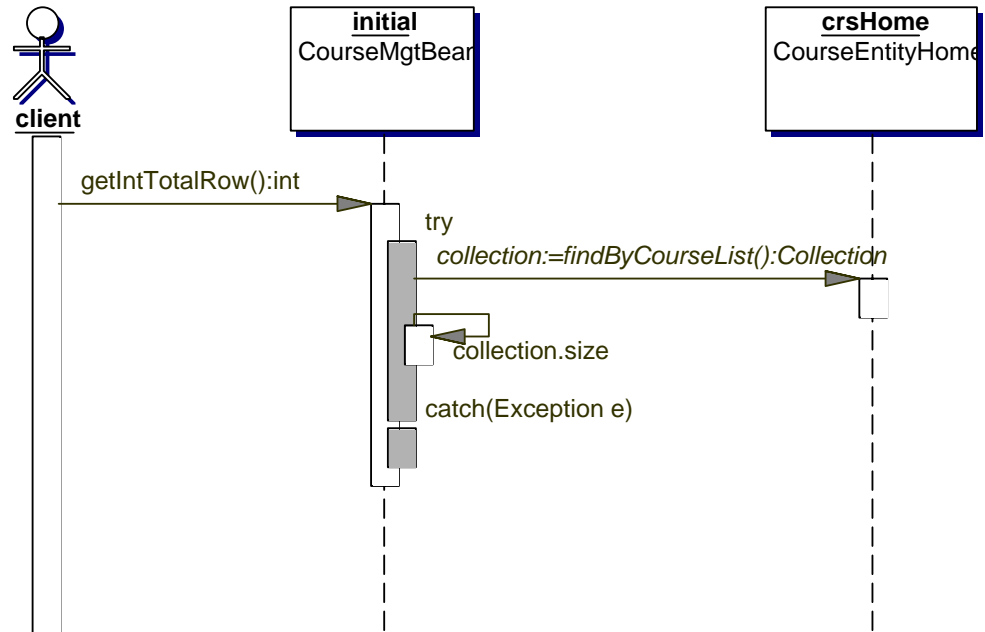 client
initial
CourseMgtBean
crsHome
CourseEntityHome
getIntTotalRow():int
try
collection:=findByCourseList():Collection
collection.size
catch(Exception e)